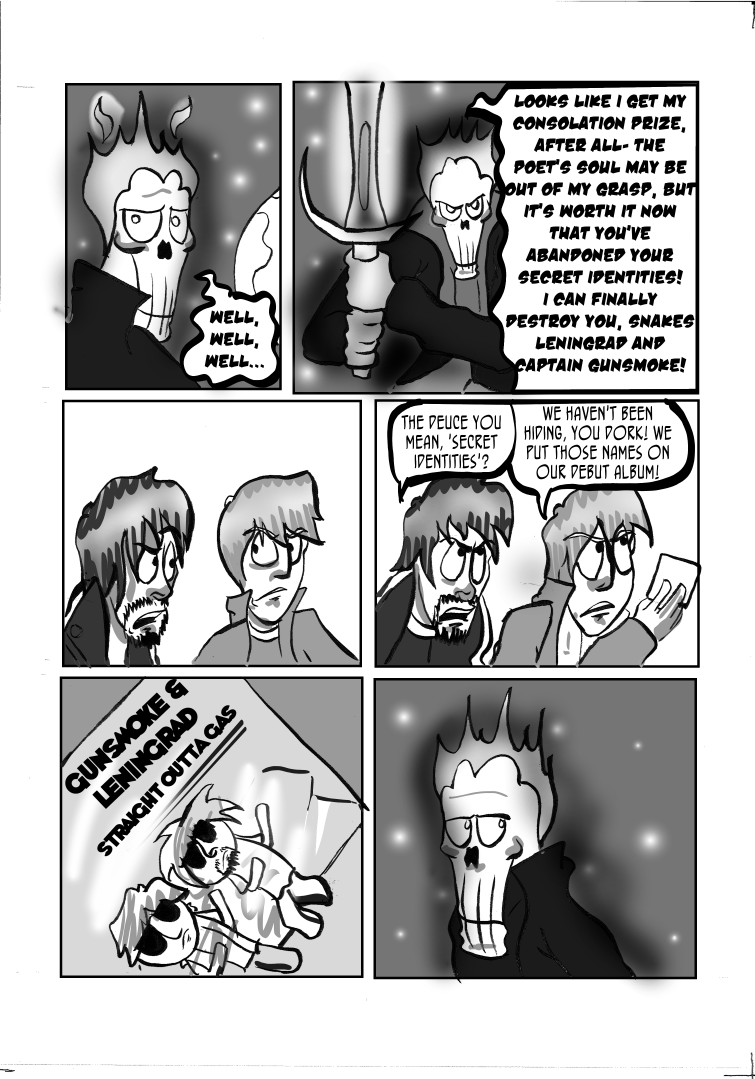 WELL,
WELL,
WELL...
LOOKS LIKE I GET MY
CONSOLATION PRIZE,
AFTER ALL- THE
POET'S SOUL MAY BE
OUT OF MY GRASP, BUT
IT'S WORTH IT NOW
THAT YOU'VE
ABANDONED YOUR
SECRET IDENTITIES!
I CAN FINALLY
DESTROY YOU, SNAKES
LENINGRAD AND
CAPTAIN GUNSMOKE!
THE DEUCE YOU
MEAN, 'SECRET
IDENTITIES'?
WE HAVEN'T BEEN
HIDING, YOU DORK! WE
PUT THOSE NAMES ON
OUR DEBUT ALBUM!
GUNSMOKE &
LENINGRAD
STRAIGHT OUTTA GAS